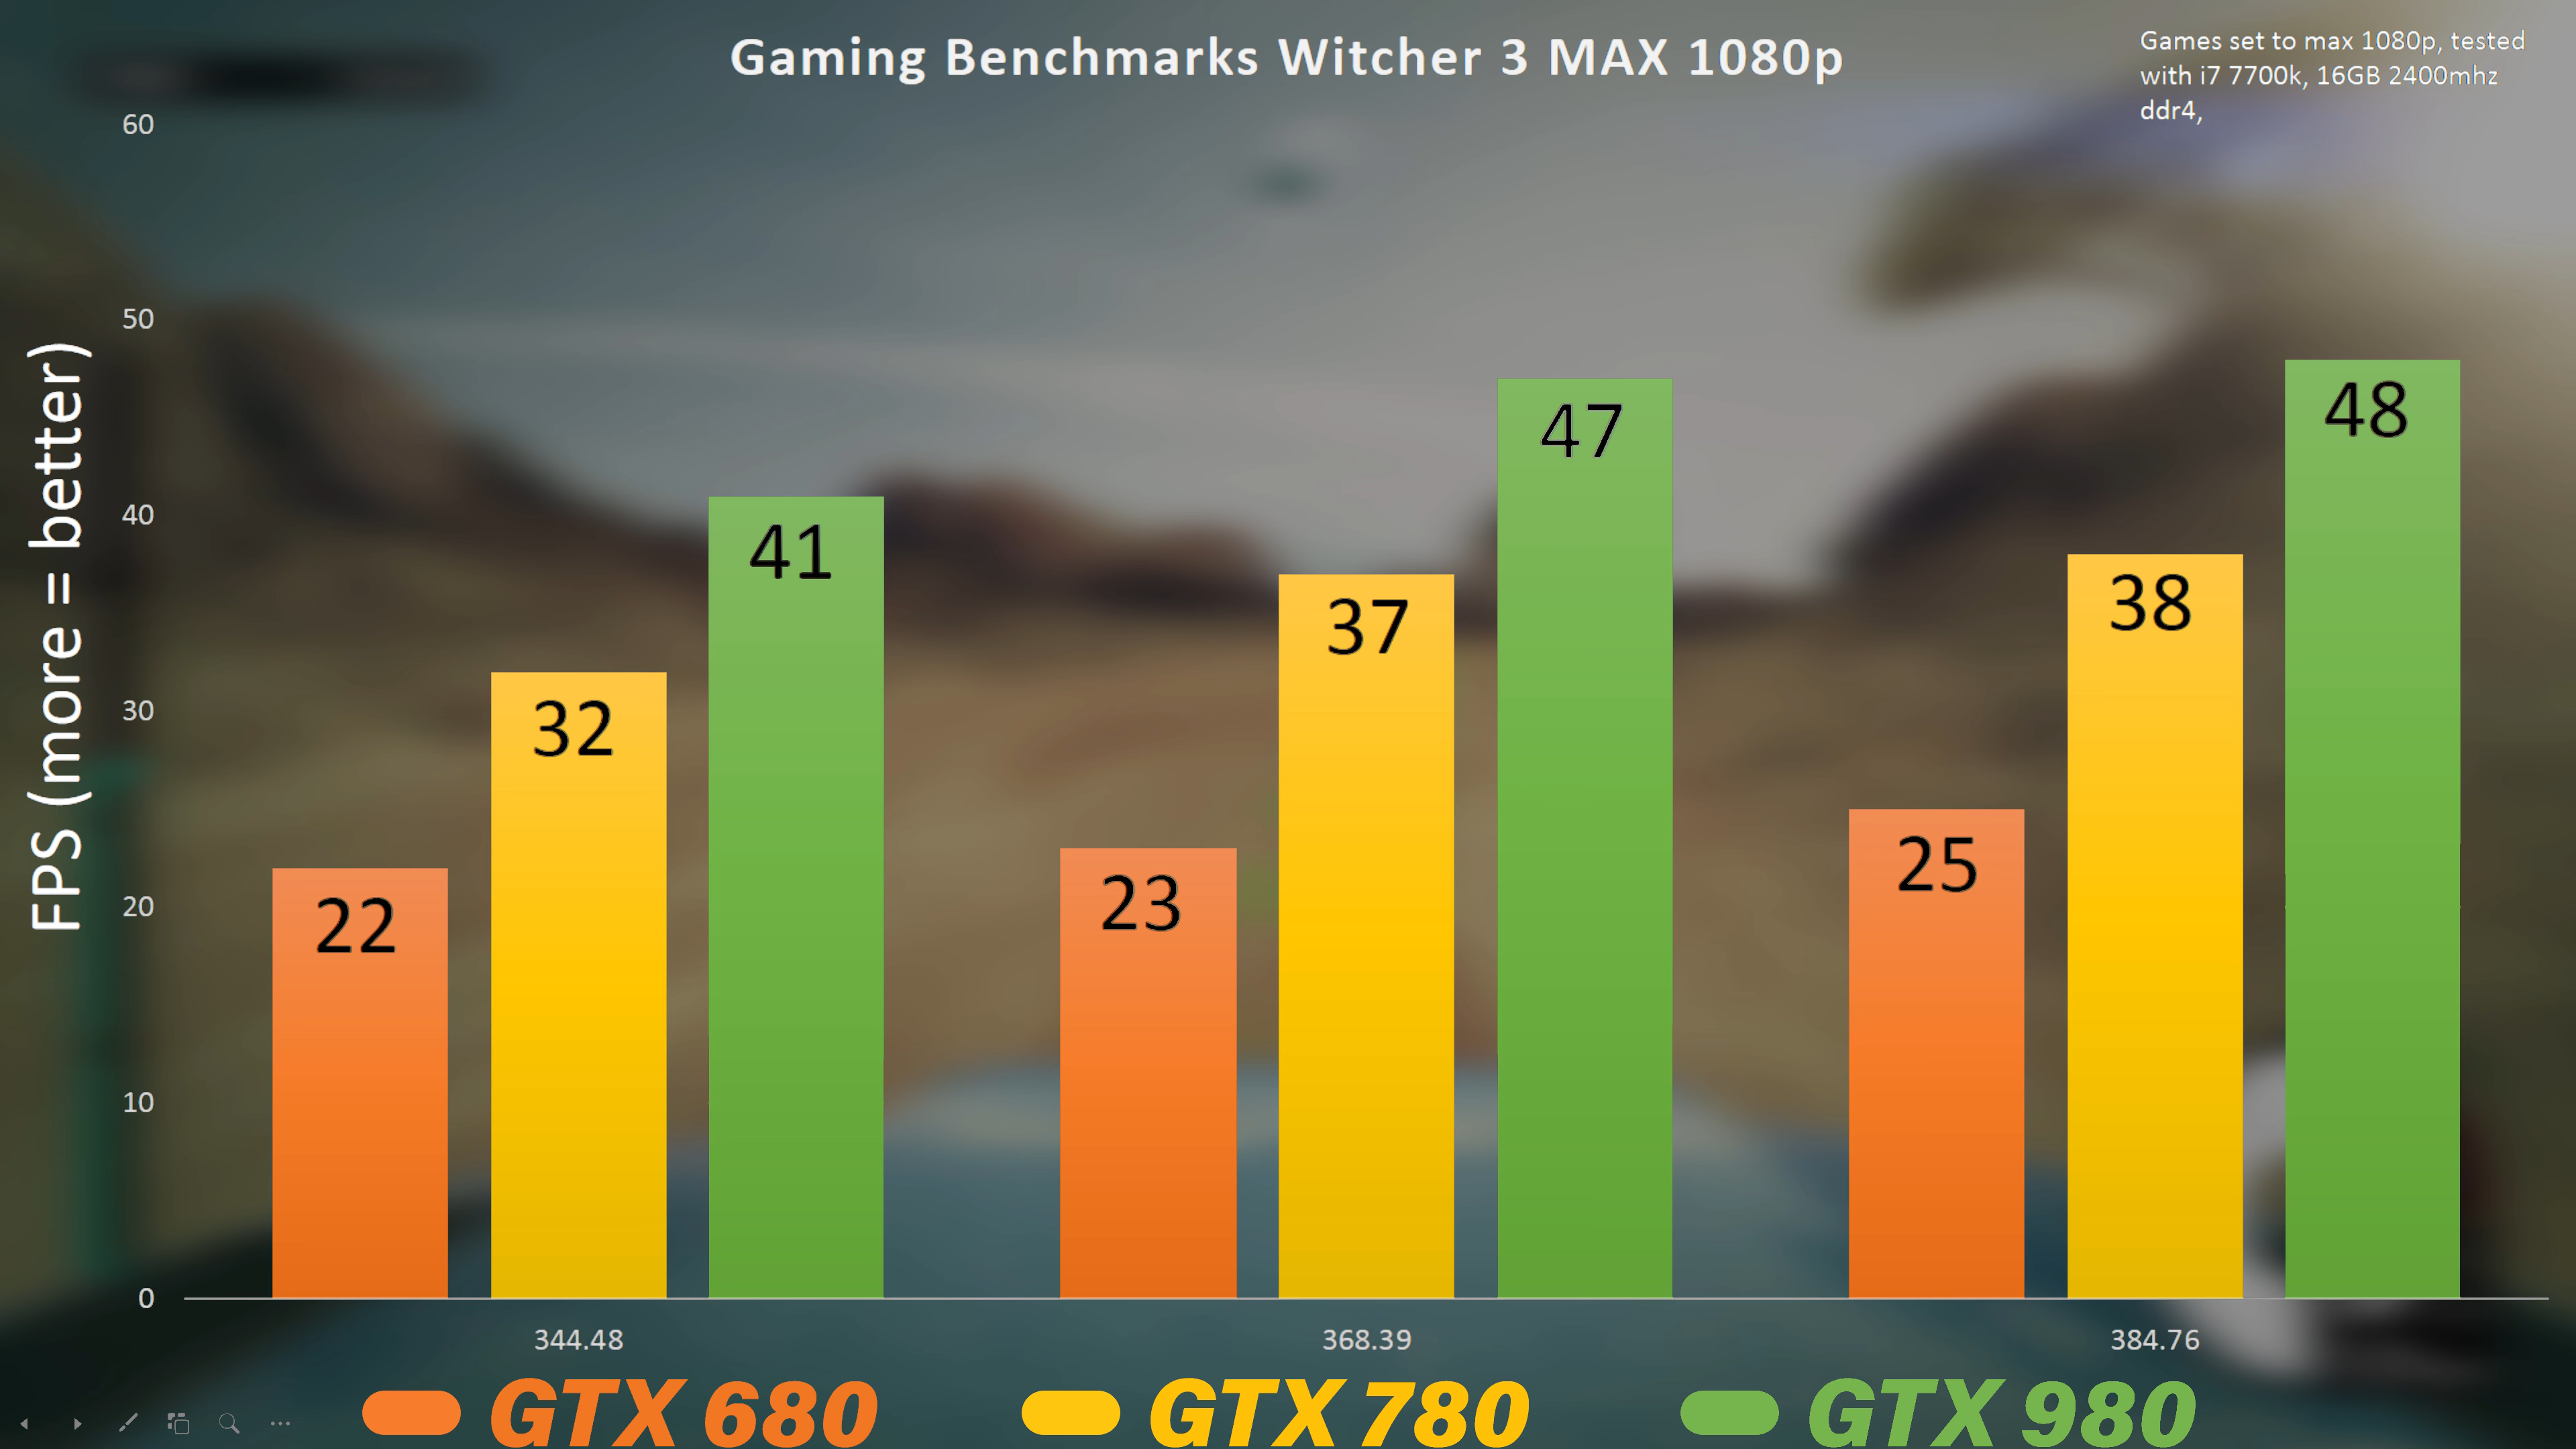 Gaming Benchmarks Witcher 3 MAX 1080p
Games set to max 1080p, tested
with i7 7700k, 16GB 2400mhz
ddr4,
FPS (more = better)
60
50
40
30
20
10
0
22
32
41
23
37
47
25
38
48
344.48
368.39
384.76
GTX 680
GTX 780
GTX 980